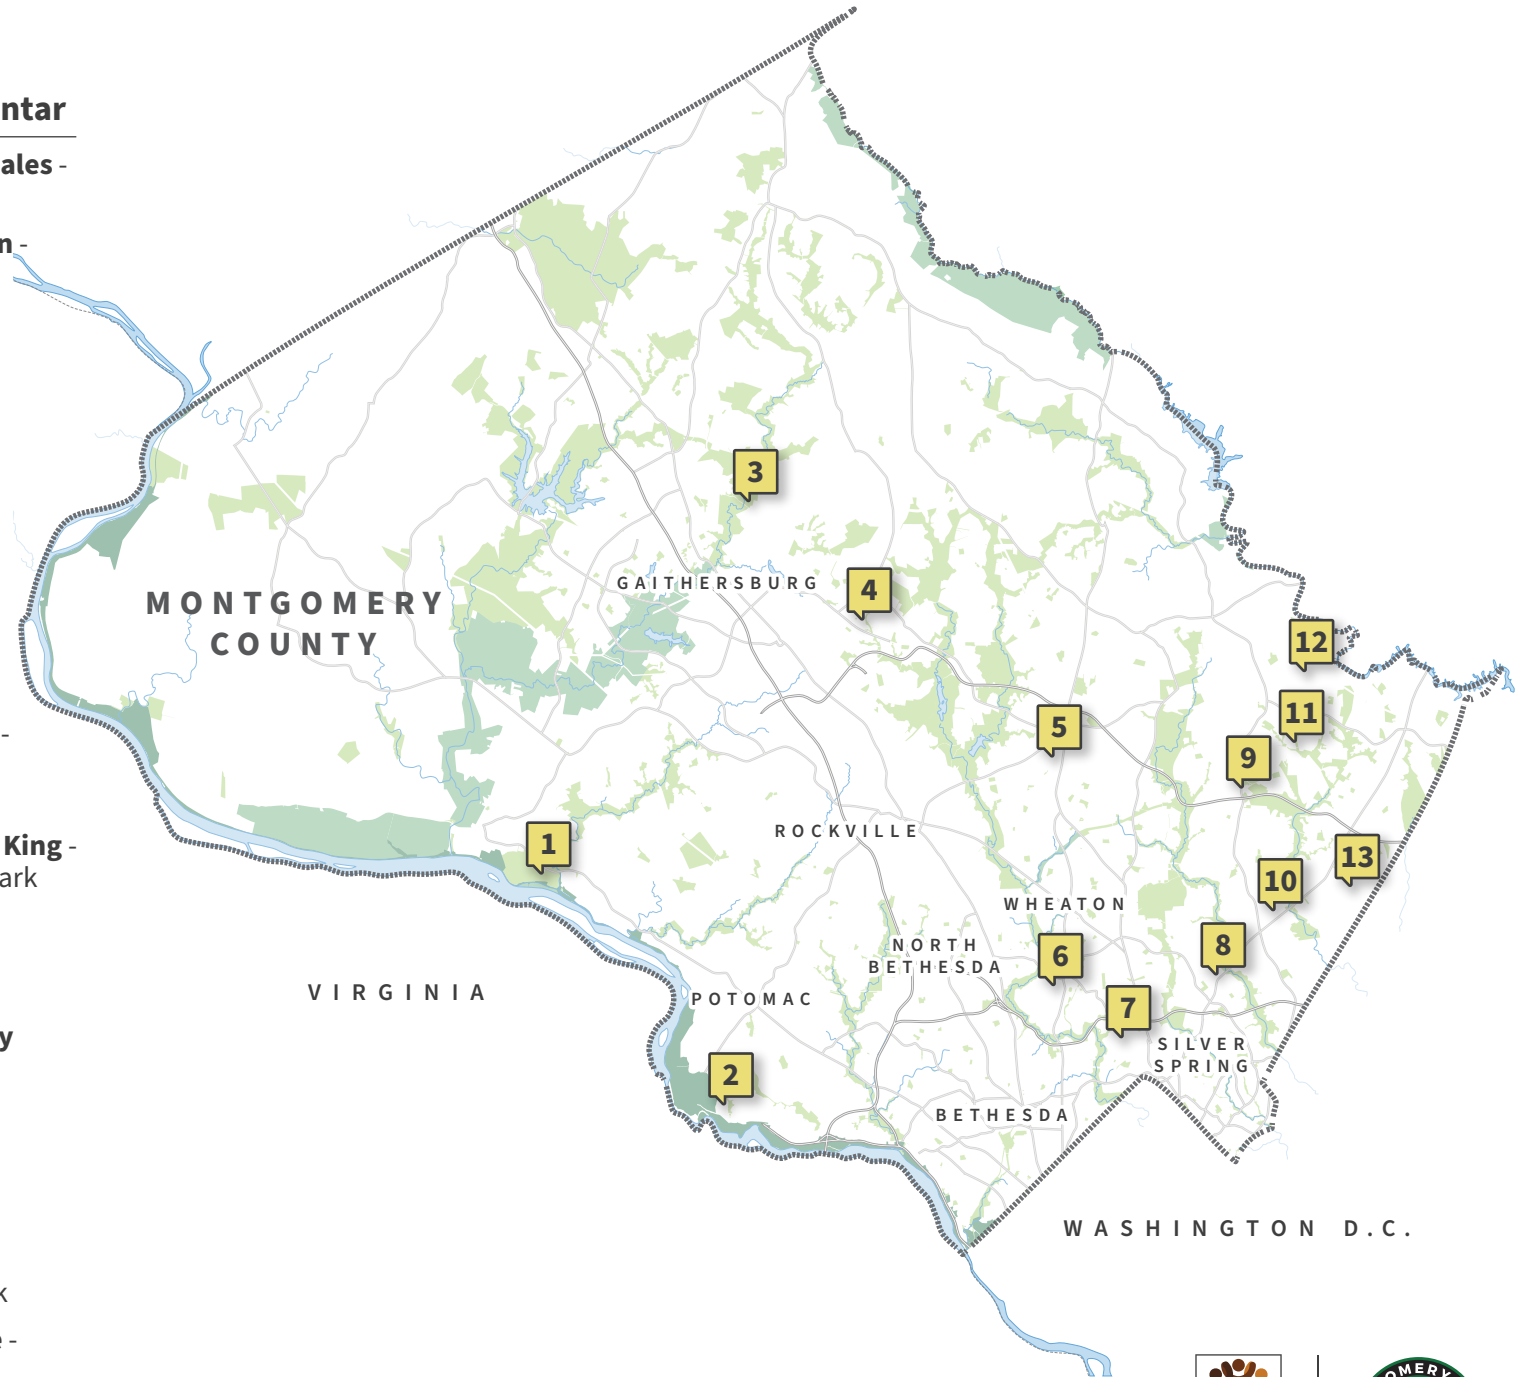 ntar
ales -
n -
-
King -
ark
y
k
e -
MONTGOMERY
COUNTY
GAITHERSBURG
ROCKVILLE
WHEATON
NORTH
BETHESDA
POTOMAC
SILVER
SPRING
BETHESDA
VIRGINIA
WASHINGTON D.C.
1
2
3
4
5
6
7
8
9
10
11
12
13
OMERY